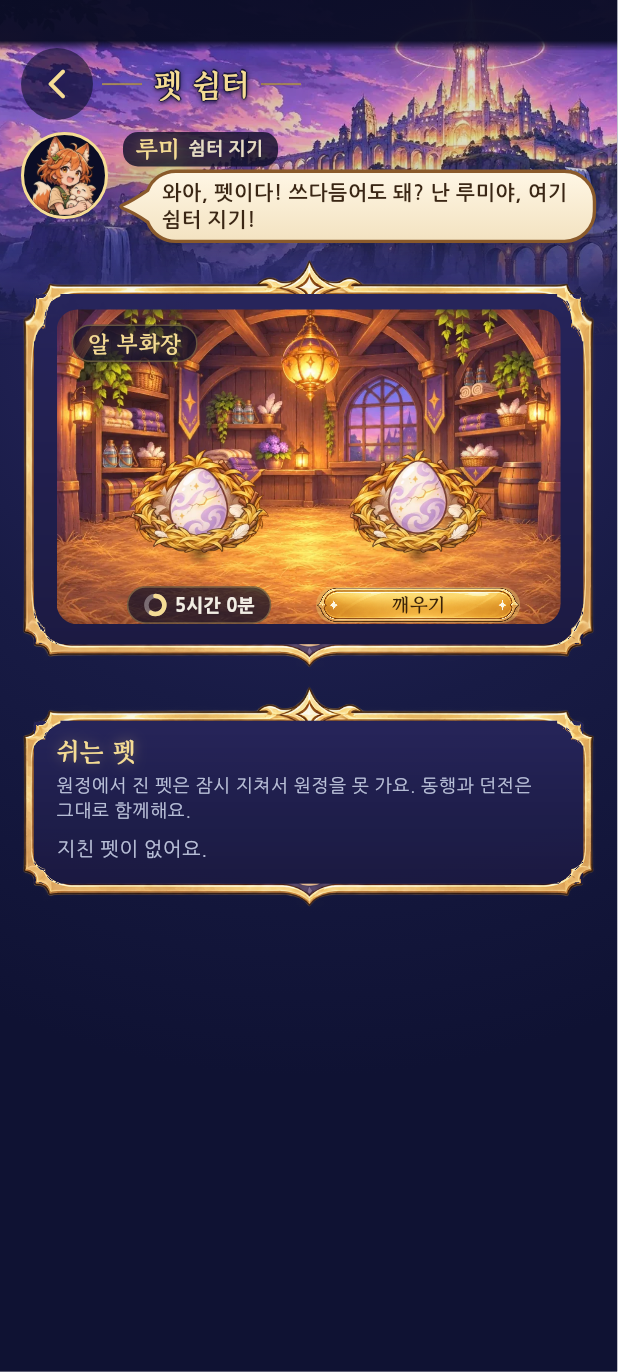 펫 쉼터
루미 쉼터 지기
와아, 펫이다! 쓰다듬어도 돼? 난 루미야, 여기
쉼터 지기!
알 부화장
5시간 0분
깨우기
쉬는 펫
원정에서 진 펫은 잠시 지쳐서 원정을 못 가요. 동행과 던전은
그대로 함께해요.
지친 펫이 없어요.